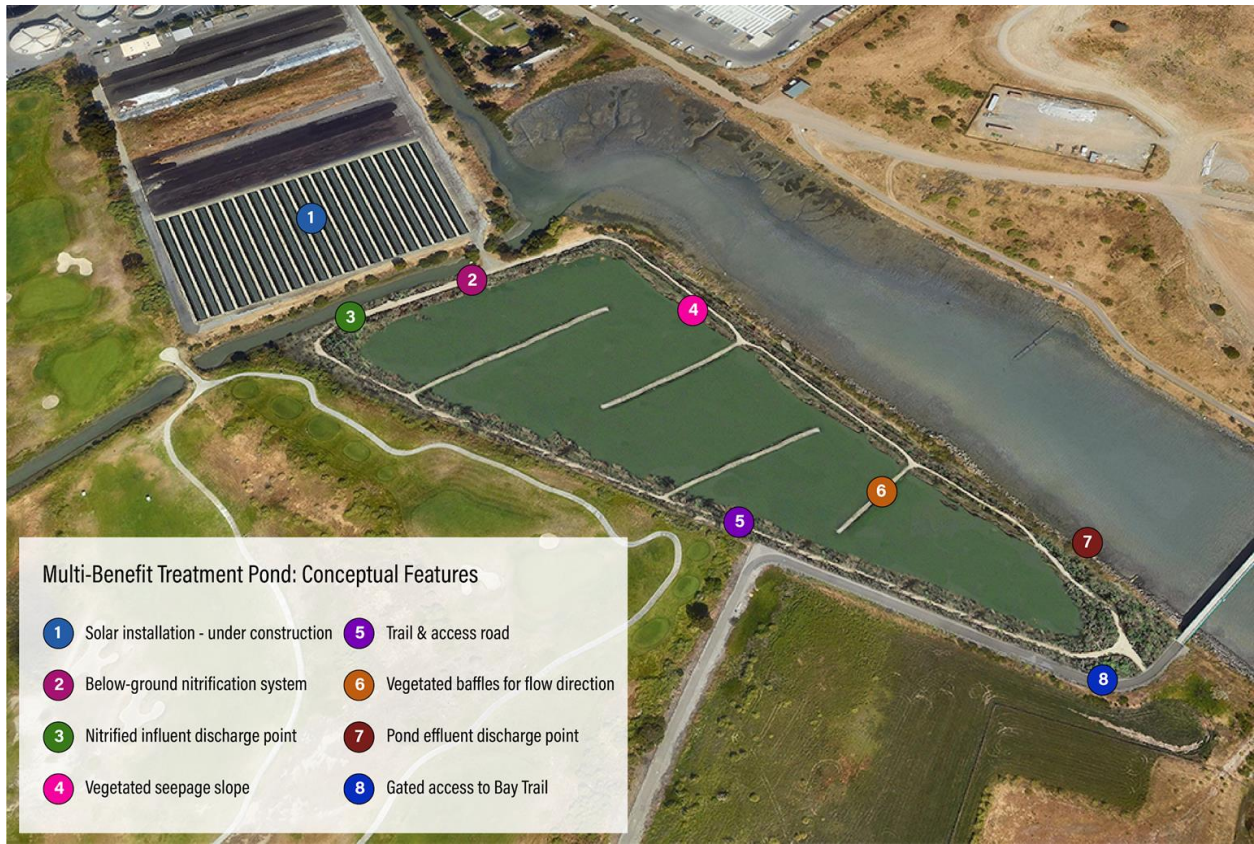 1
2
3
4
5
6
7
8
Multi-Benefit Treatment Pond: Conceptual Features
1 Solar installation - under construction
2 Below-ground nitrification system
3 Nitrified influent discharge point
4 Vegetated seepage slope
5 Trail & access road
6 Vegetated baffles for flow direction
7 Pond effluent discharge point
8 Gated access to Bay Trail